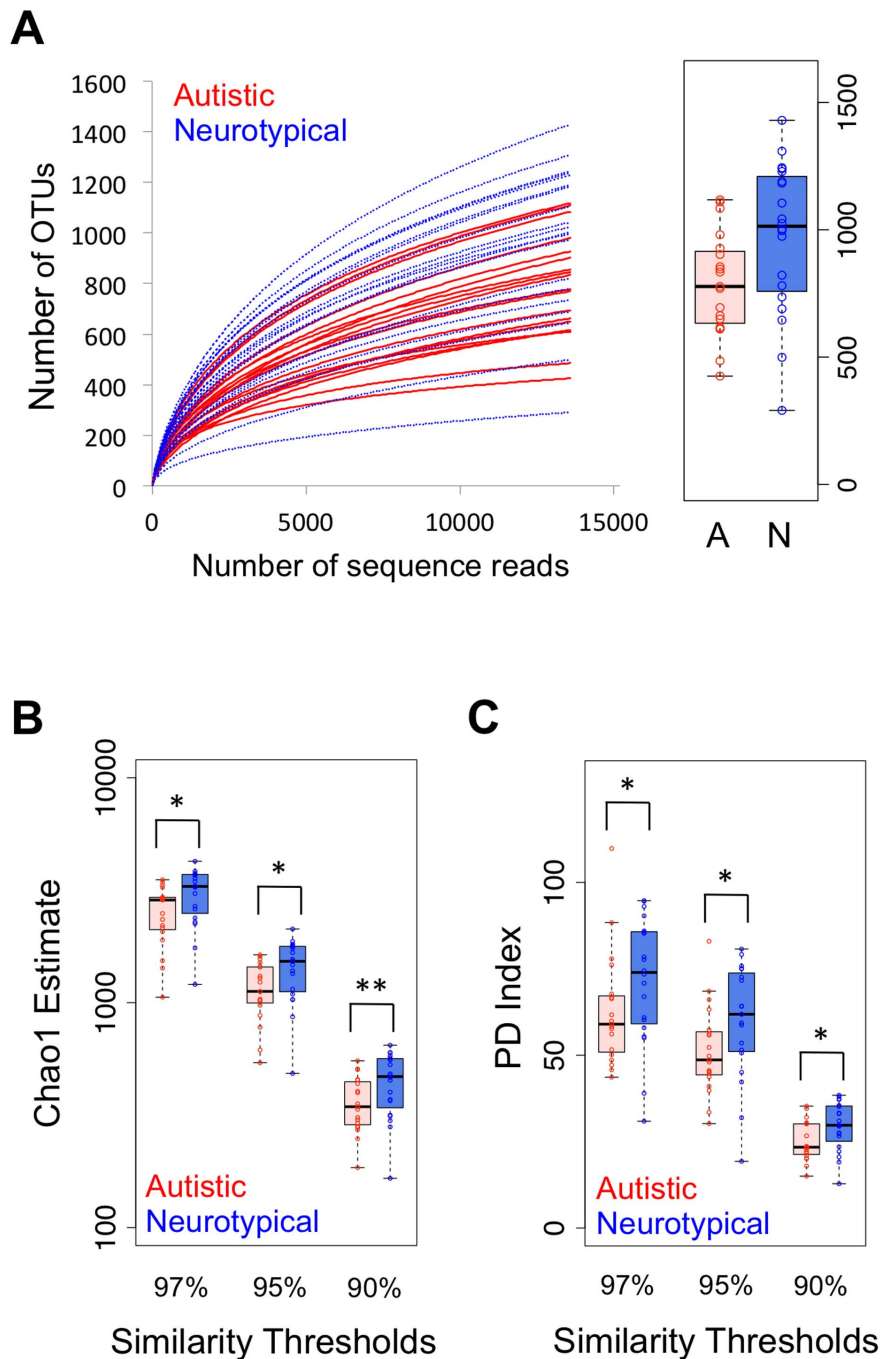 A
Autistic
Neurotypical
Number of OTUs
1600
1400
1200
1000
800
600
400
200
0
0 5000 10000 15000
Number of sequence reads
1500
1000
500
0
A N
B
Chao1 Estimate
10000
1000
100
*
*
**
Autistic
Neurotypical
97% 95% 90%
Similarity Thresholds
C
PD Index
100
50
0
*
*
*
Autistic
Neurotypical
97% 95% 90%
Similarity Thresholds